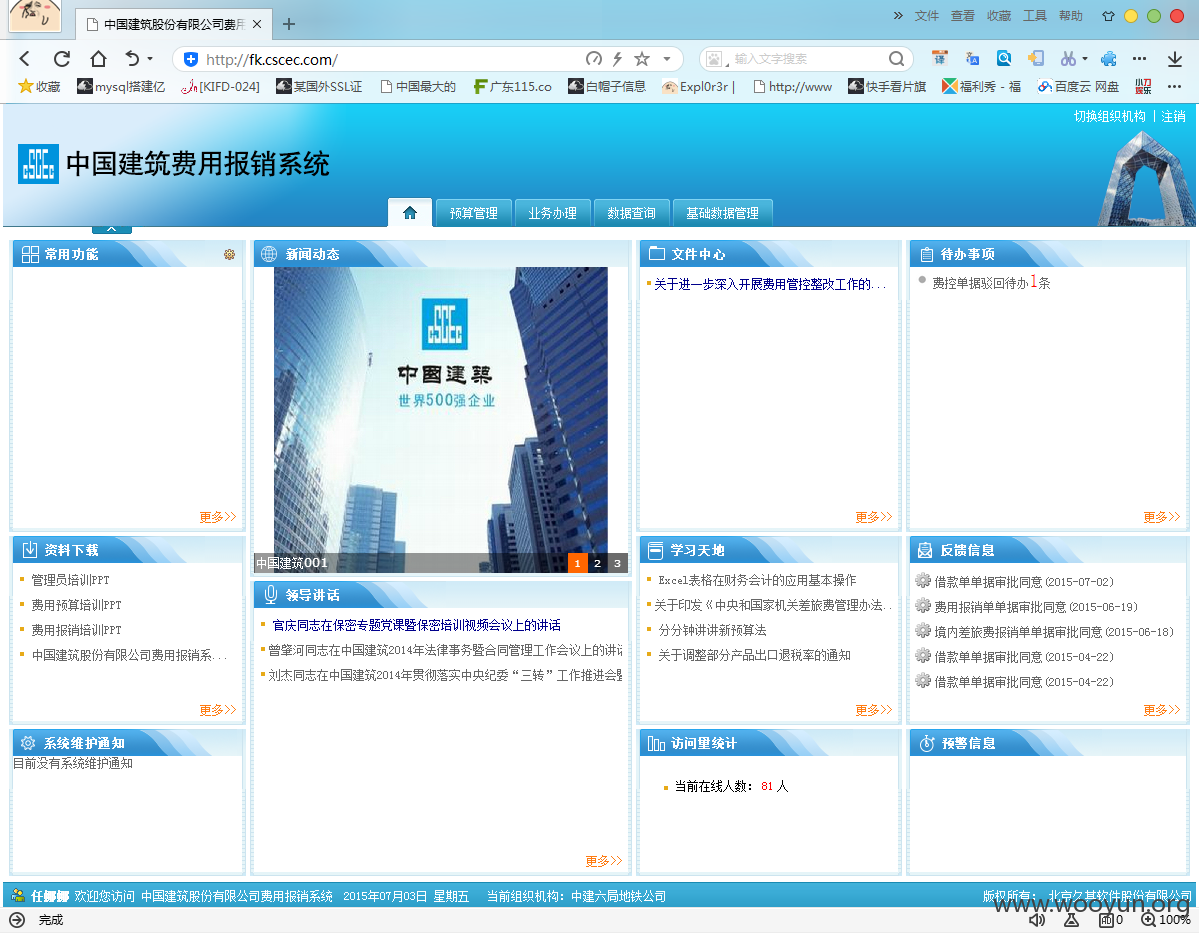 中国建筑股份有限公司费用
文件 查看 收藏 工具 帮助
http://fk.cscec.com/
输入文字搜索
收藏 mysql搭建亿 [KIFD-024] 某国外SSL证 中国最大的 广东115.co 白帽子信息 Expl0r3r | http://www 快手看片旗 福利秀 - 福 百度云 网盘
切换组织机构 | 注销
CSCEC 中国建筑费用报销系统
预算管理 业务办理 数据查询 基础数据管理
常用功能
更多>>
新闻动态
CSCEC
中国建筑
世界500强企业
中国建筑001 1 2 3
文件中心
关于进一步深入开展费用管控整改工作的...
更多>>
待办事项
费控单据驳回待办1条
更多>>
资料下载
管理员培训PPT
费用预算培训PPT
费用报销培训PPT
中国建筑股份有限公司费用报销系...
更多>>
领导讲话
官庆同志在保密专题党课暨保密培训视频会议上的讲话
曾肇河同志在中国建筑2014年法律事务暨合同管理工作会议上的讲话
刘杰同志在中国建筑2014年贯彻落实中央纪委“三转”工作推进会暨
更多>>
学习天地
Excel表格在财务会计的应用基本操作
关于印发《中央和国家机关差旅费管理办法..
分分钟讲讲新预算法
关于调整部分产品出口退税率的通知
更多>>
反馈信息
借款单单据审批同意(2015-07-02)
费用报销单单据审批同意(2015-06-19)
境内差旅费报销单单据审批同意(2015-06-18)
借款单单据审批同意(2015-04-22)
借款单单据审批同意(2015-04-22)
更多>>
系统维护通知
目前没有系统维护通知
访问量统计
当前在线人数: 81 人
预警信息
任娜娜 欢迎您访问 中国建筑股份有限公司费用报销系统 2015年07月03日 星期五 当前组织机构: 中建六局地铁公司
版权所有: 北京久其软件股份有限公司
www.wooyun.org
完成
0 100%